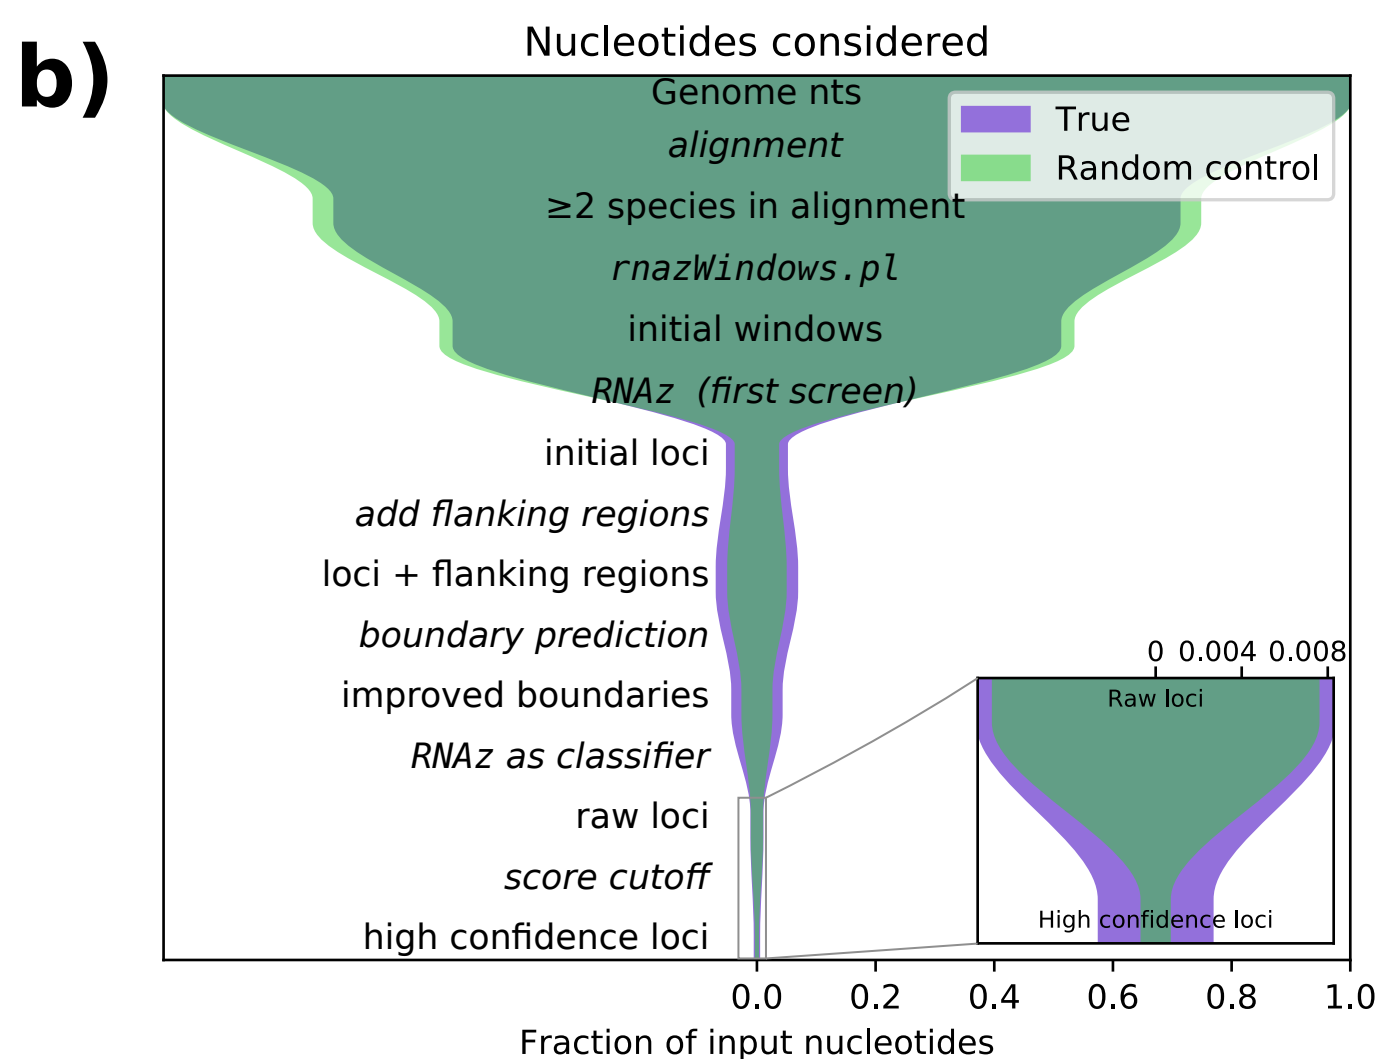 b)
Nucleotides considered
Genome nts
alignment
≥2 species in alignment
rnazWindows.pl
initial windows
RNAz (first screen)
initial loci
add flanking regions
loci + flanking regions
boundary prediction
improved boundaries
RNAz as classifier
raw loci
score cutoff
high confidence loci
True
Random control
0 0.004 0.008
Raw loci
High confidence loci
0.0 0.2 0.4 0.6 0.8 1.0
Fraction of input nucleotides